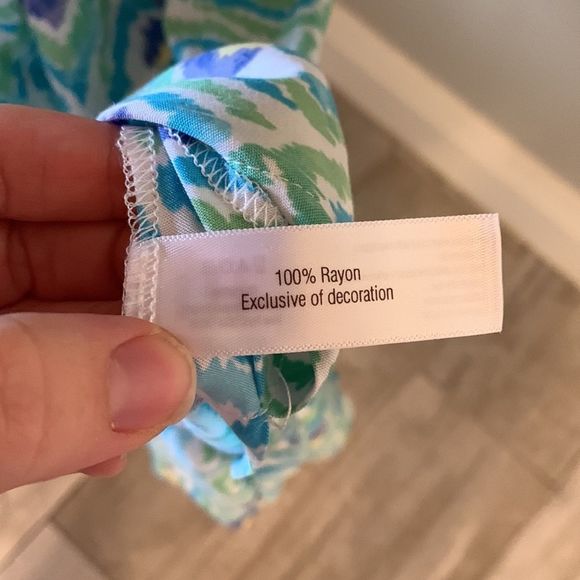 100% Rayon
Exclusive of decoration